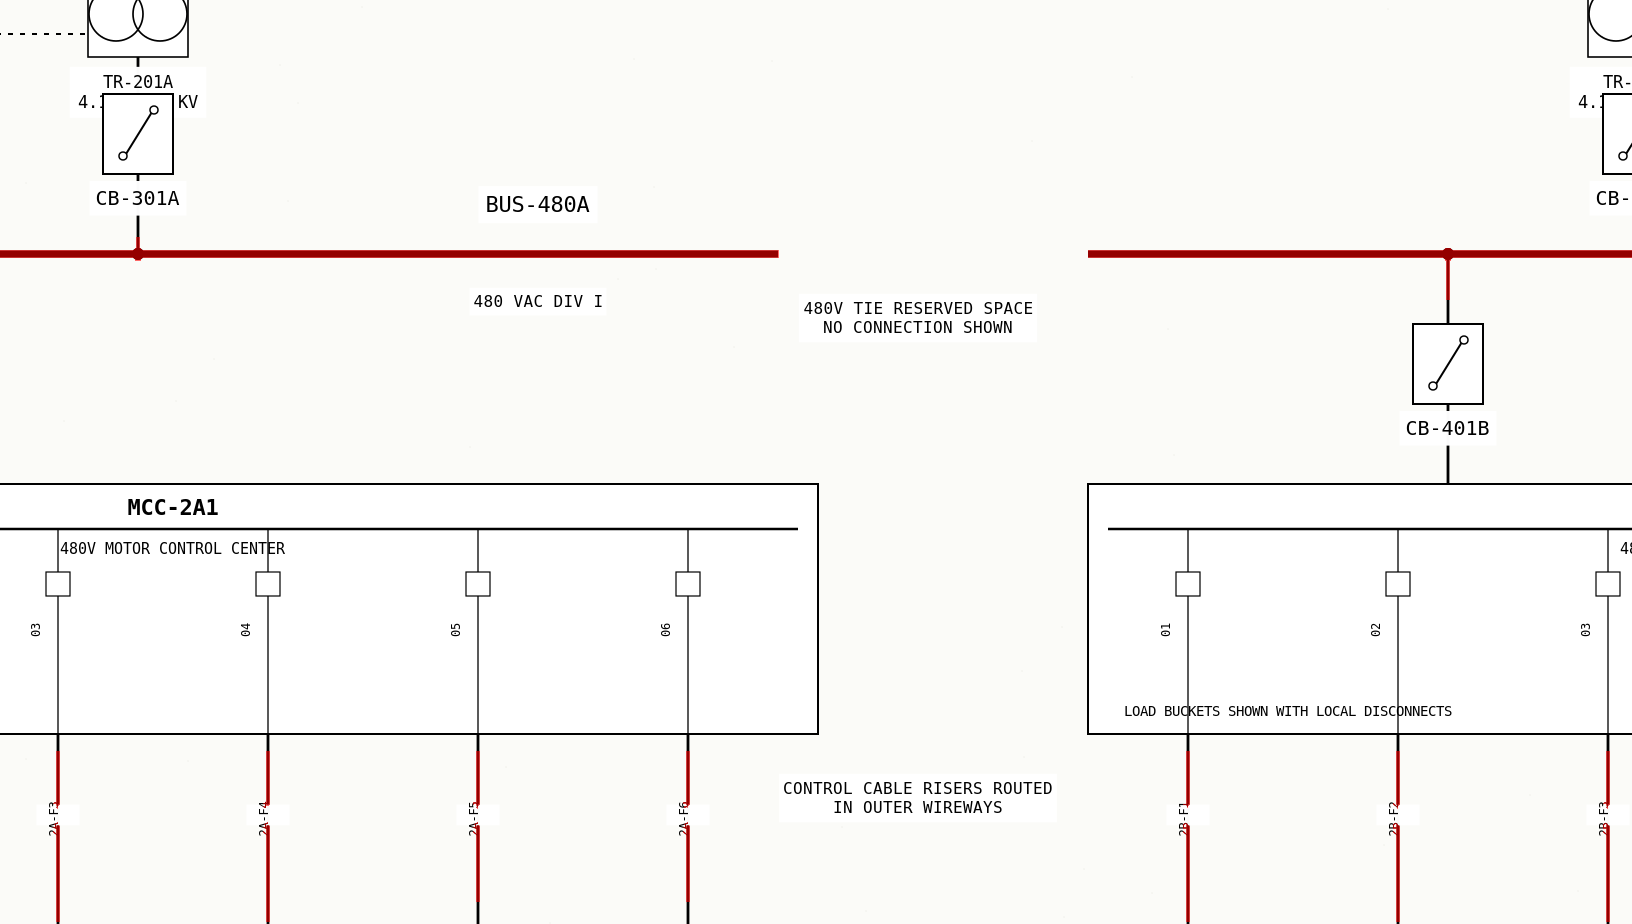 TR-201A
KV
CB-301A
BUS-480A
480 VAC DIV I
480V TIE RESERVED SPACE
NO CONNECTION SHOWN
TR-
CB-
CB-401B
MCC-2A1
480V MOTOR CONTROL CENTER
03
04
05
06
01
02
03
LOAD BUCKETS SHOWN WITH LOCAL DISCONNECTS
2A-F3
2A-F4
2A-F5
2A-F6
CONTROL CABLE RISERS ROUTED
IN OUTER WIREWAYS
2B-F1
2B-F2
2B-F3